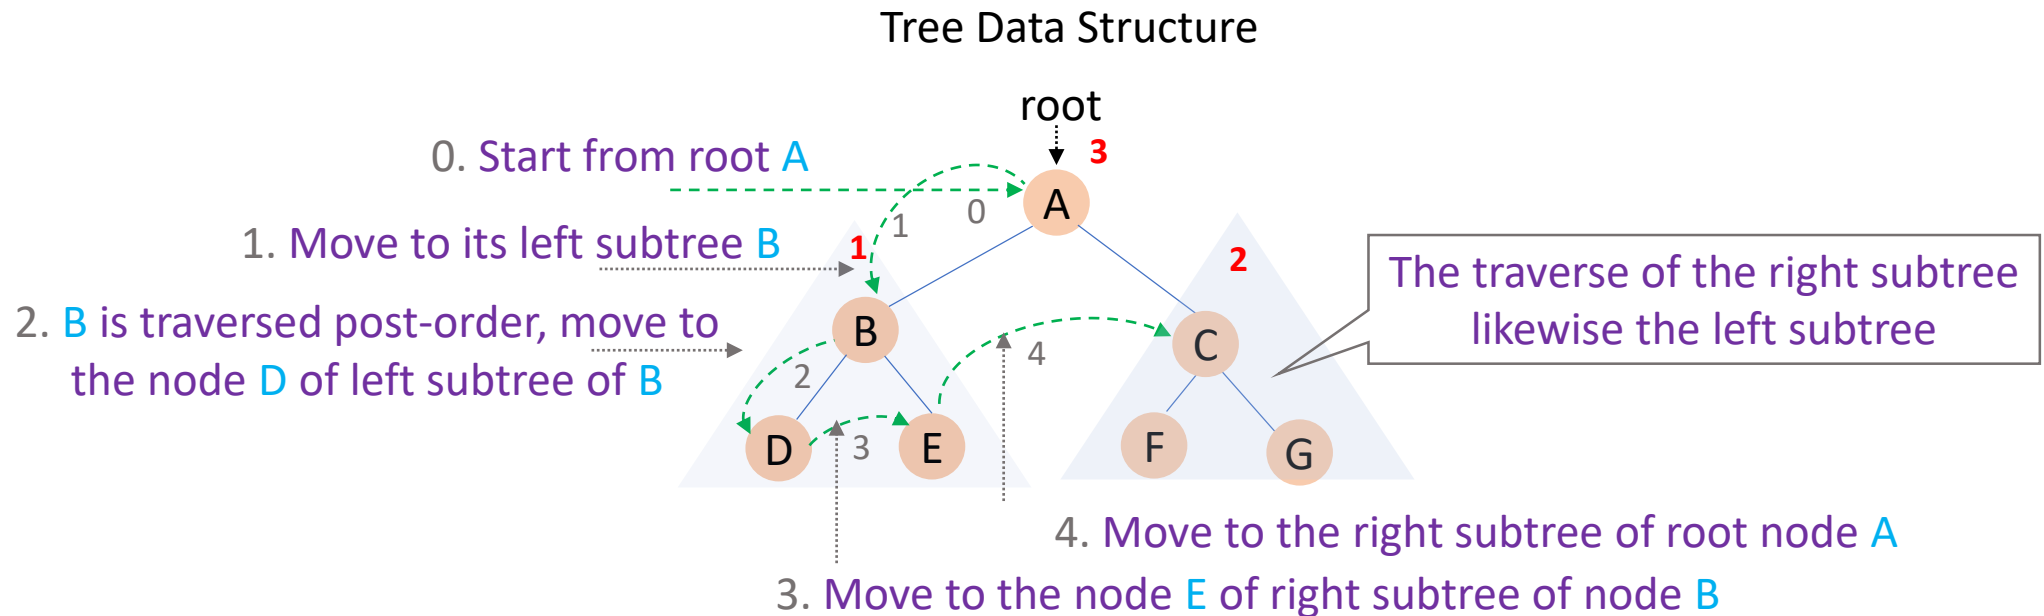 Tree Data Structure
root
3
0. Start from root A
A
0
1
1. Move to its left subtree B
1
2
The traverse of the right subtree
likewise the left subtree
2. B is traversed post-order, move to
the node D of left subtree of B
B
C
4
2
D
3
E
F
G
4. Move to the right subtree of root node A
3. Move to the node E of right subtree of node B